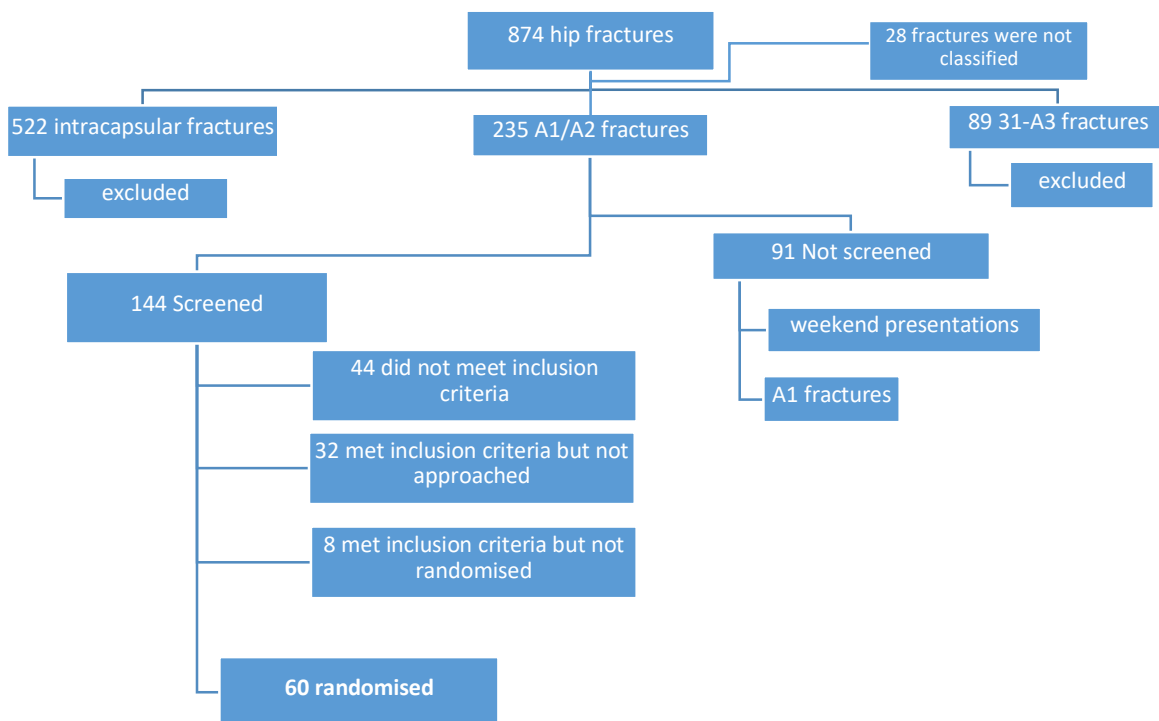 874 hip fractures
28 fractures were not
classified
522 intracapsular fractures
235 A1/A2 fractures
89 31-A3 fractures
excluded
excluded
91 Not screened
144 Screened
weekend presentations
44 did not meet inclusion
criteria
A1 fractures
32 met inclusion criteria but not
approached
8 met inclusion criteria but not
randomised
60 randomised